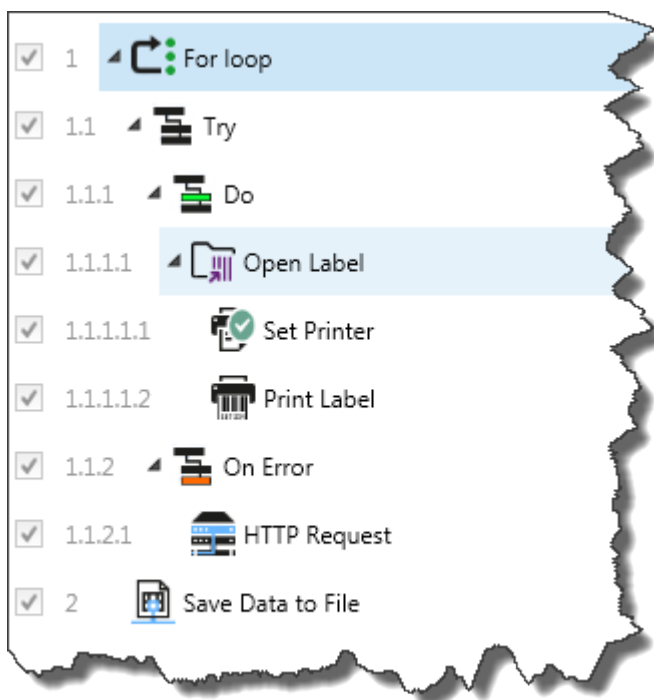 1 For loop
1.1 Try
1.1.1 Do
1.1.1.1 Open Label
1.1.1.1.1 Set Printer
1.1.1.1.2 Print Label
1.1.2 On Error
1.1.2.1 HTTP Request
2 Save Data to File